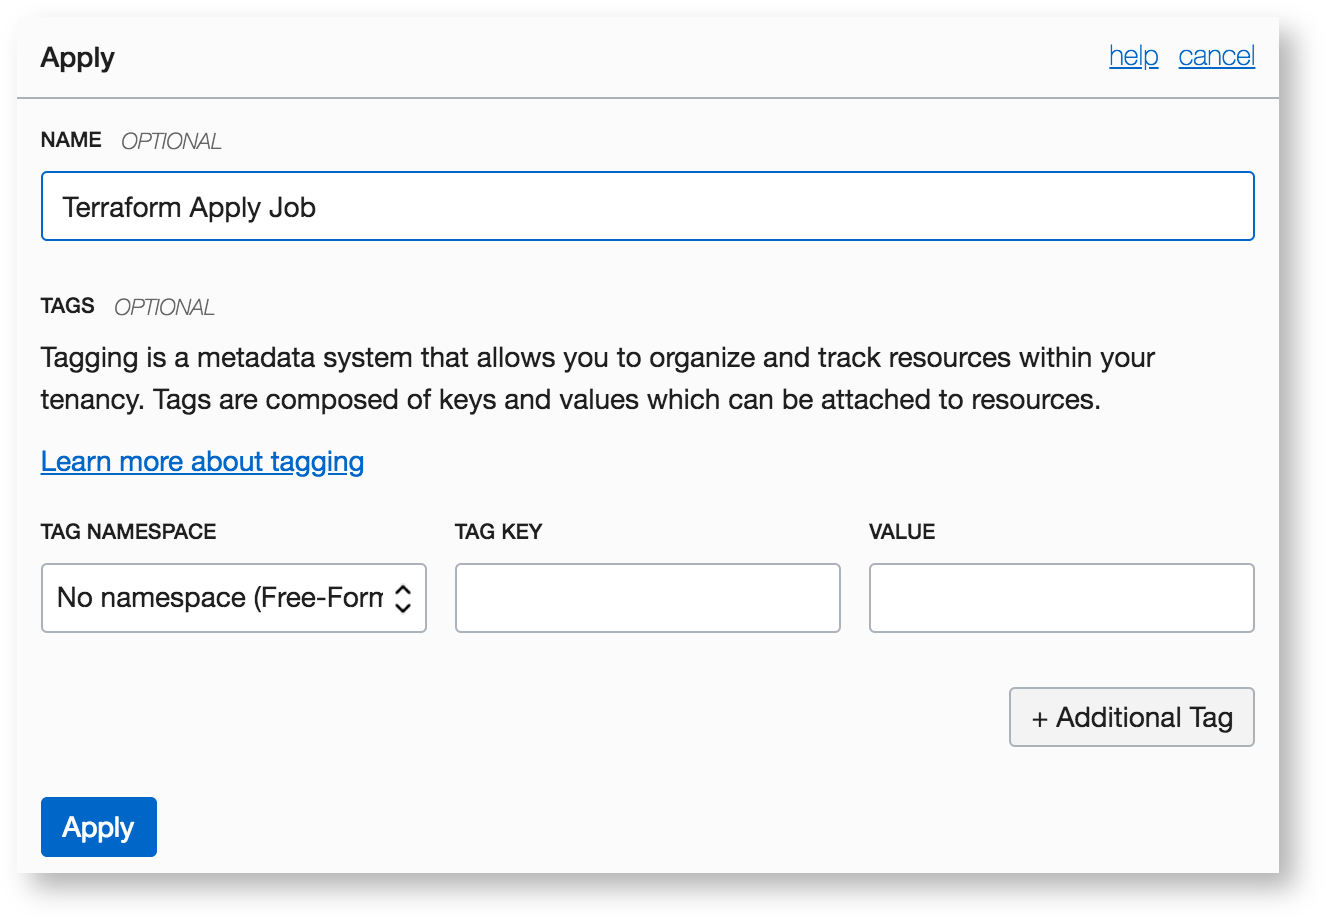 Apply help cancel
NAME OPTIONAL
Terraform Apply Job
TAGS OPTIONAL
Tagging is a metadata system that allows you to organize and track resources within your
tenancy. Tags are composed of keys and values which can be attached to resources.
Learn more about tagging
TAG NAMESPACE TAG KEY VALUE
No namespace (Free-Form
+ Additional Tag
Apply